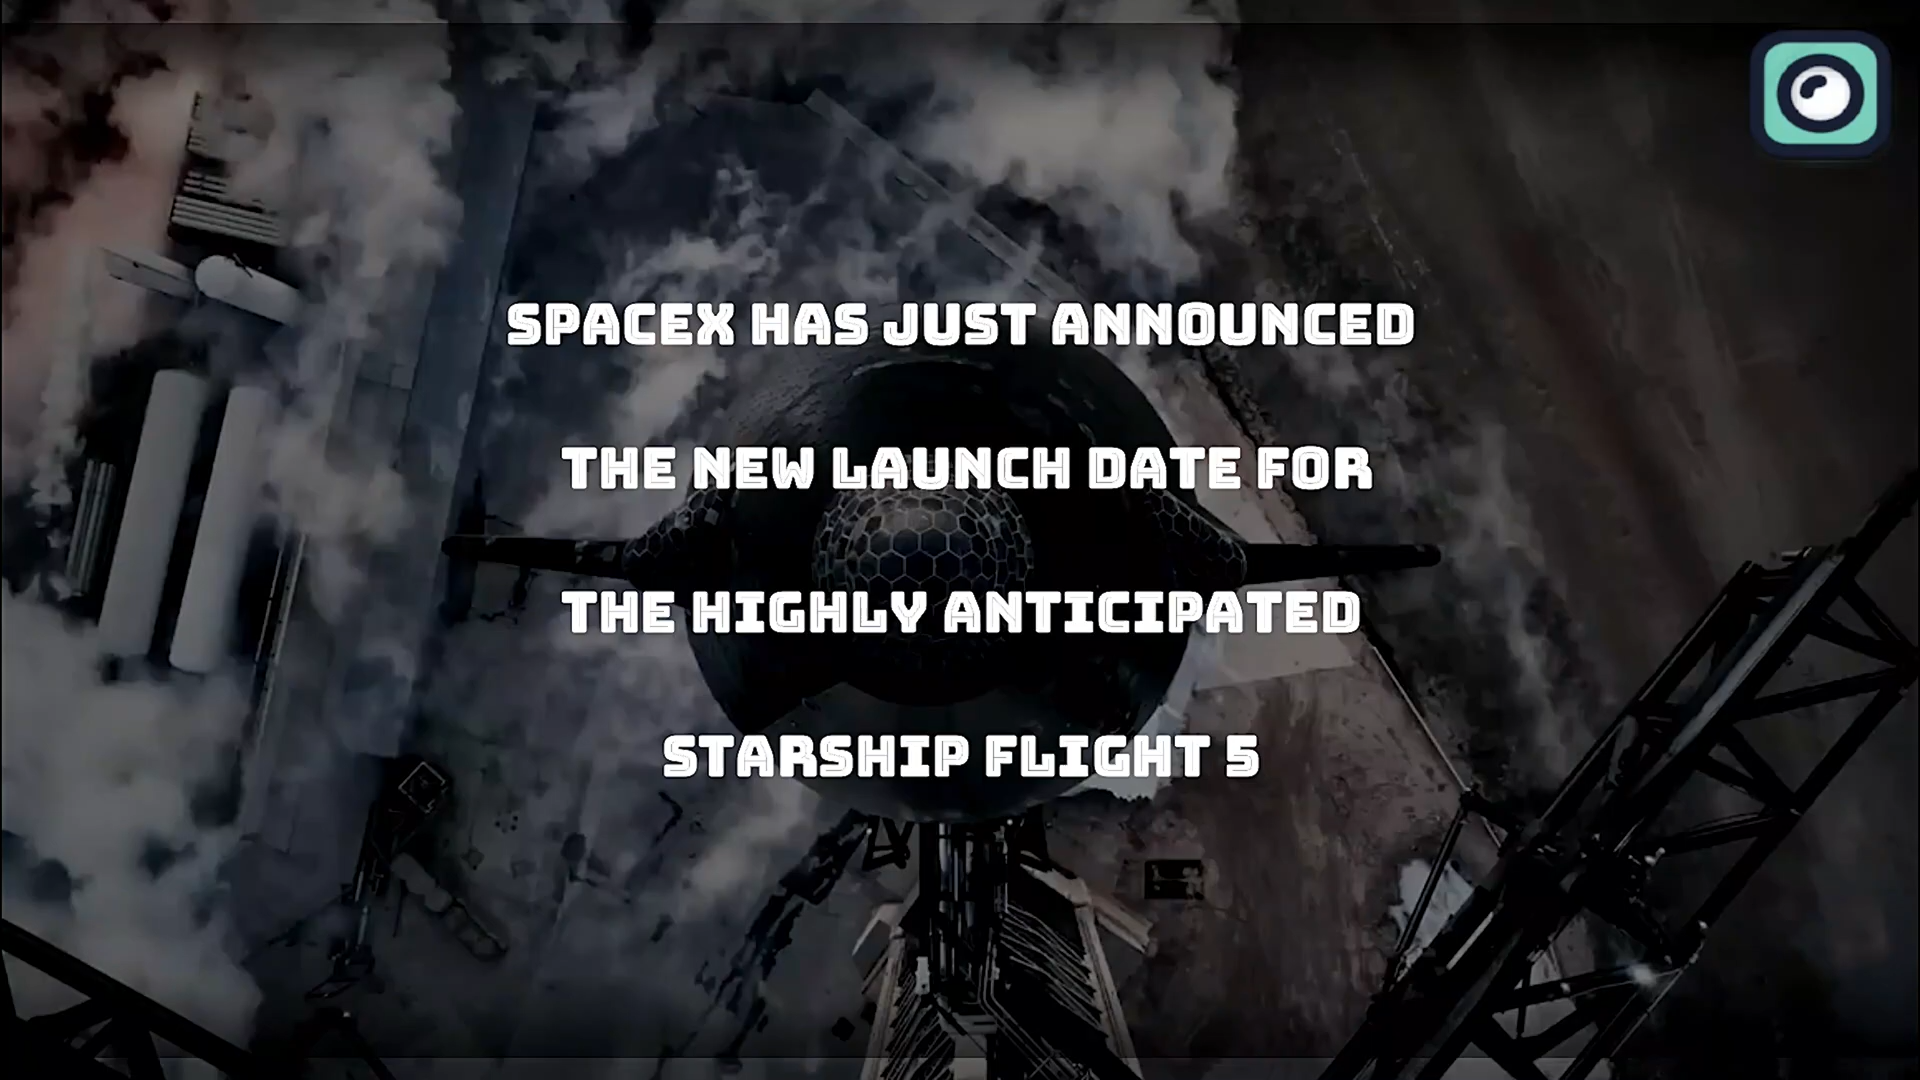 SPACEX HAS JUST ANNOUNCED
THE NEW LAUNCH DATE FOR
THE HIGHLY ANTICIPATED
STARSHIP FLIGHT 5